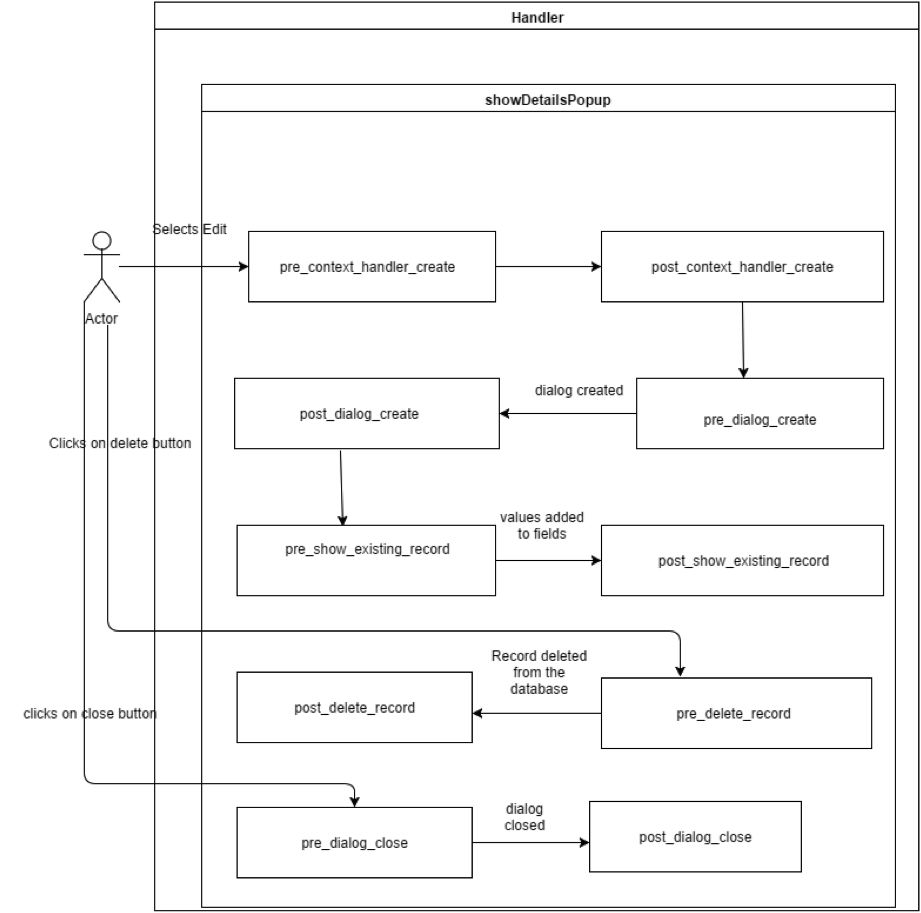 Handler
showDetailsPopup
Selects Edit
pre_context_handler_create
post_context_handler_create
Actor
dialog created
post_dialog_create
pre_dialog_create
Clicks on delete button
values added
to fields
pre_show_existing_record
post_show_existing_record
Record deleted
from the
database
post_delete_record
pre_delete_record
clicks on close button
dialog
closed
pre_dialog_close
post_dialog_close